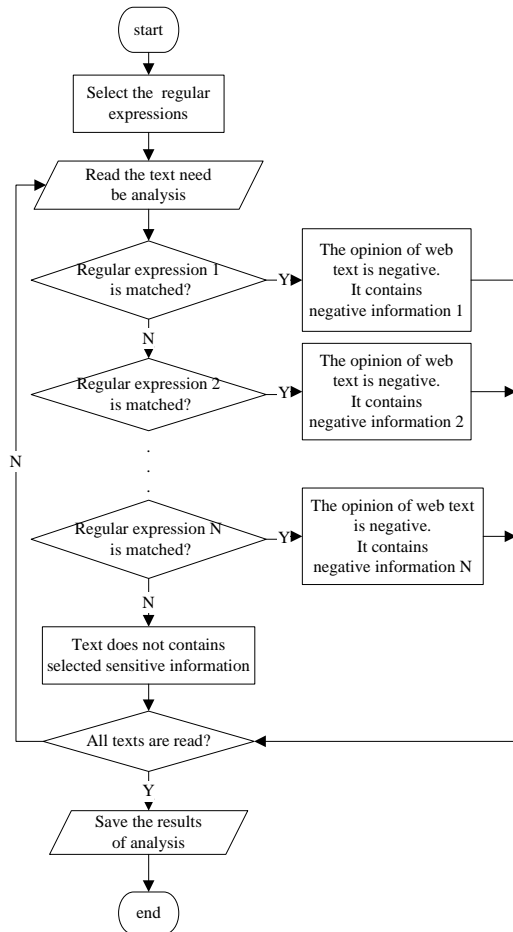 start
Select the regular
expressions
Read the text need
be analysis
Regular expression 1
is matched?
Y
The opinion of web
text is negative.
It contains
negative information 1
N
Regular expression 2
is matched?
Y
The opinion of web
text is negative.
It contains
negative information 2
N
.
.
.
Regular expression N
is matched?
Y
The opinion of web text
is negative.
It contains
negative information N
N
Text does not contains
selected sensitive information
All texts are read?
Y
Save the results
of analysis
end